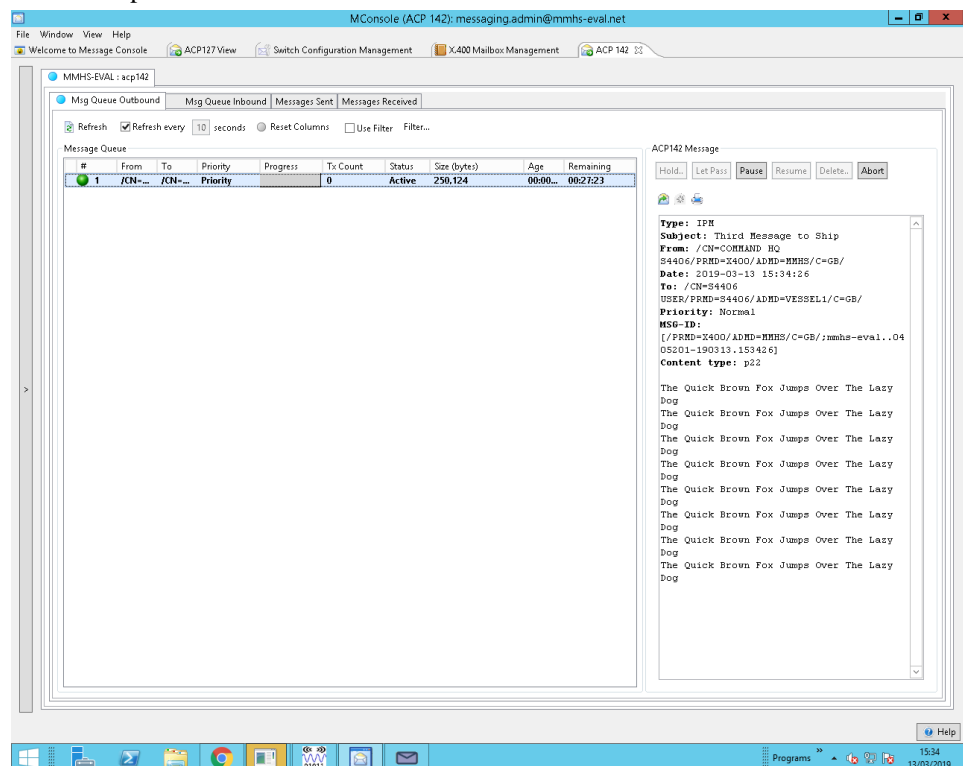 MConsole (ACP 142): messaging.admin@mmhs-eval.net
File Window View Help
Welcome to Message Console ACP127 View Switch Configuration Management X.400 Mailbox Management ACP 142
MMHS-EVAL : acp142
Msg Queue Outbound Msg Queue Inbound Messages Sent Messages Received
Refresh Refresh every 10 seconds Reset Columns Use Filter Filter...
Message Queue
# From To Priority Progress Tx Count Status Size (bytes) Age Remaining
1 /CN-... /CN-... Priority 0 Active 250,124 00:00... 00:27:23
ACP142 Message
Hold.. Let Pass Pause Resume Delete.. Abort
Type: IPM
Subject: Third Message to Ship
From: /CN=COMMAND HQ
S4406/PRMD=X400/ADMD=MMHS/C=GB/
Date: 2019-03-13 15:34:26
To: /CN=S4406
USER/PRMD=S4406/ADMD=VESSEL1/C=GB/
Priority: Normal
MSG-ID:
[/PRMD=X400/ADMD=MMHS/C=GB/;mmhs-eval..04
05201-190313.153426]
Content type: p22
The Quick Brown Fox Jumps Over The Lazy
Dog
The Quick Brown Fox Jumps Over The Lazy
Dog
The Quick Brown Fox Jumps Over The Lazy
Dog
The Quick Brown Fox Jumps Over The Lazy
Dog
The Quick Brown Fox Jumps Over The Lazy
Dog
The Quick Brown Fox Jumps Over The Lazy
Dog
The Quick Brown Fox Jumps Over The Lazy
Dog
The Quick Brown Fox Jumps Over The Lazy
Dog
Help
Programs
15:34
13/03/2019